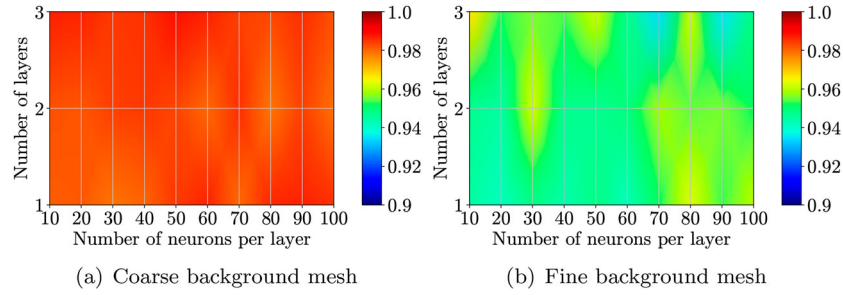 3
2
1
Number of layers
10 20 30 40 50 60 70 80 90 100
Number of neurons per layer
1.0
0.98
0.96
0.94
0.92
0.9
(a) Coarse background mesh
3
2
1
Number of layers
10 20 30 40 50 60 70 80 90 100
Number of neurons per layer
1.0
0.98
0.96
0.94
0.92
0.9
(b) Fine background mesh